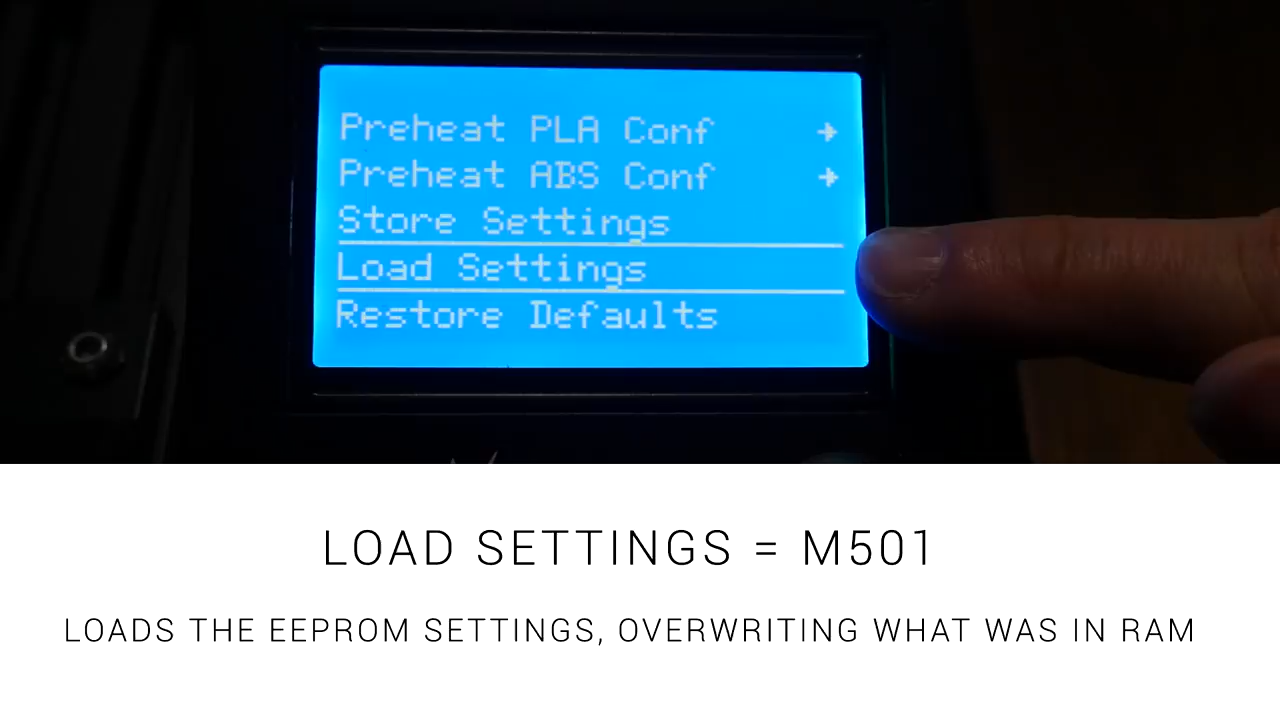 Preheat PLA Conf →
Preheat ABS Conf →
Store Settings
Load Settings
Restore Defaults
LOAD SETTINGS = M501
LOADS THE EEPROM SETTINGS, OVERWRITING WHAT WAS IN RAM